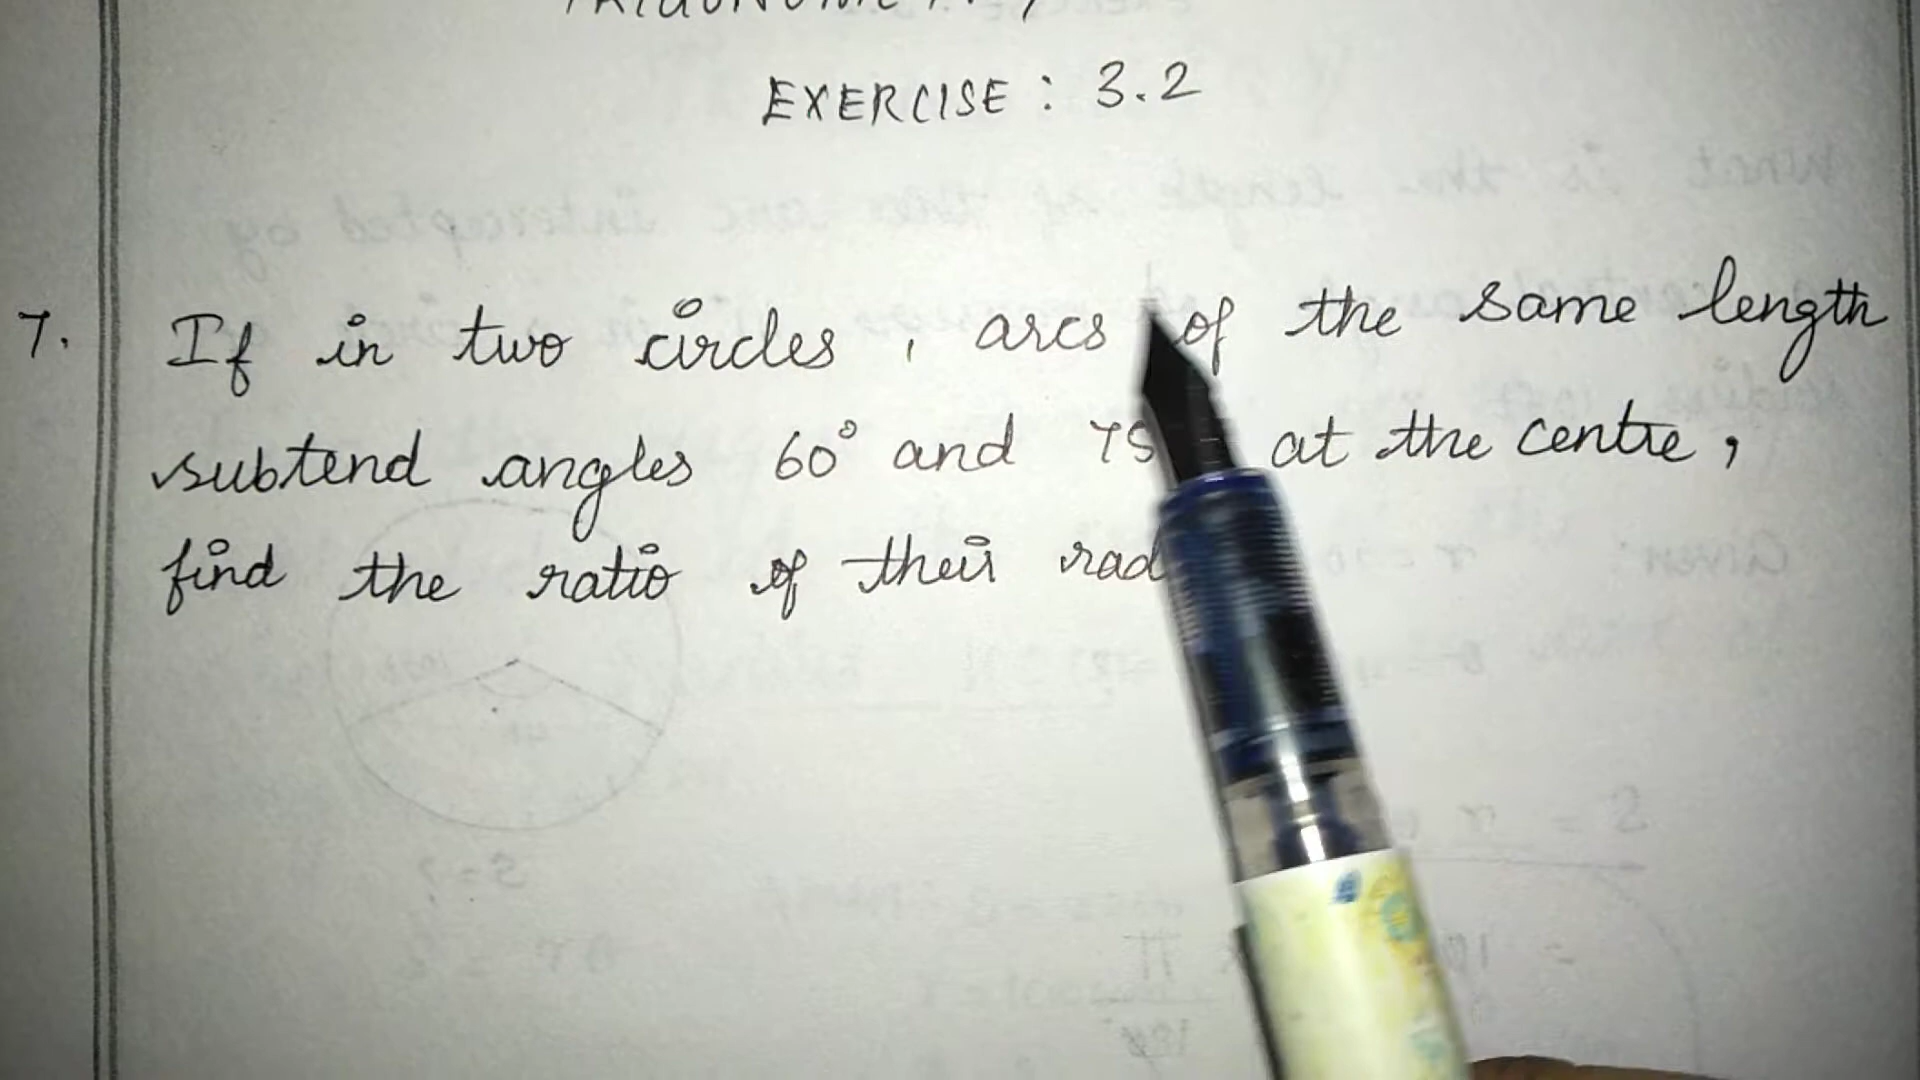 TRIGONOMETRY
EXERCISE : 3.2
7. If in two circles, arcs of the same length
subtend angles 60° and 75 at the centre,
find the ratio of their rad